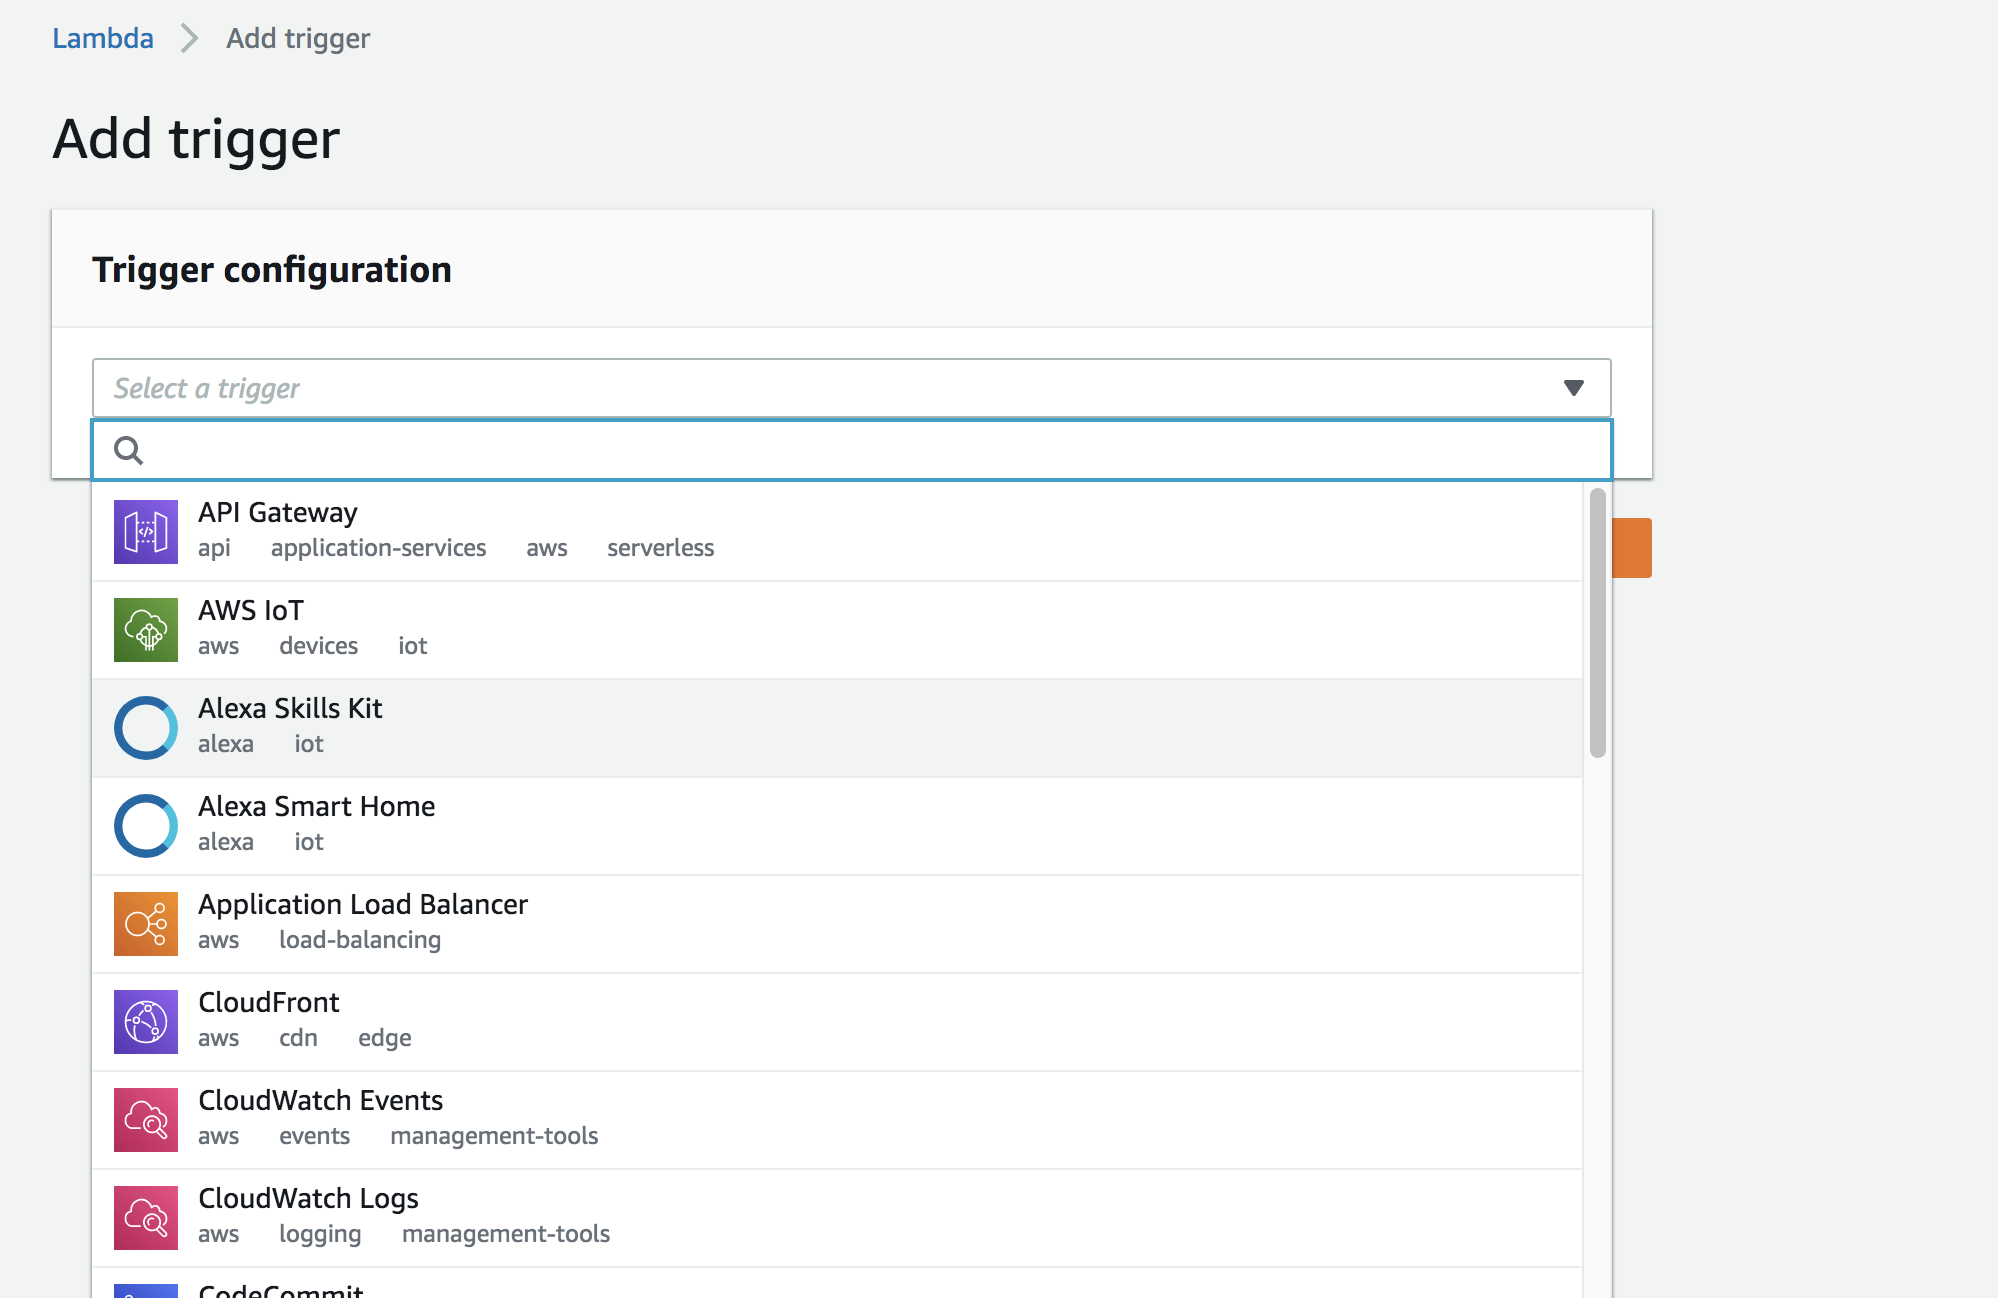 Lambda > Add trigger
Add trigger
Trigger configuration
Select a trigger
API Gateway
api application-services aws serverless
AWS IoT
aws devices iot
Alexa Skills Kit
alexa iot
Alexa Smart Home
alexa iot
Application Load Balancer
aws load-balancing
CloudFront
aws cdn edge
CloudWatch Events
aws events management-tools
CloudWatch Logs
aws logging management-tools
CodeCommit